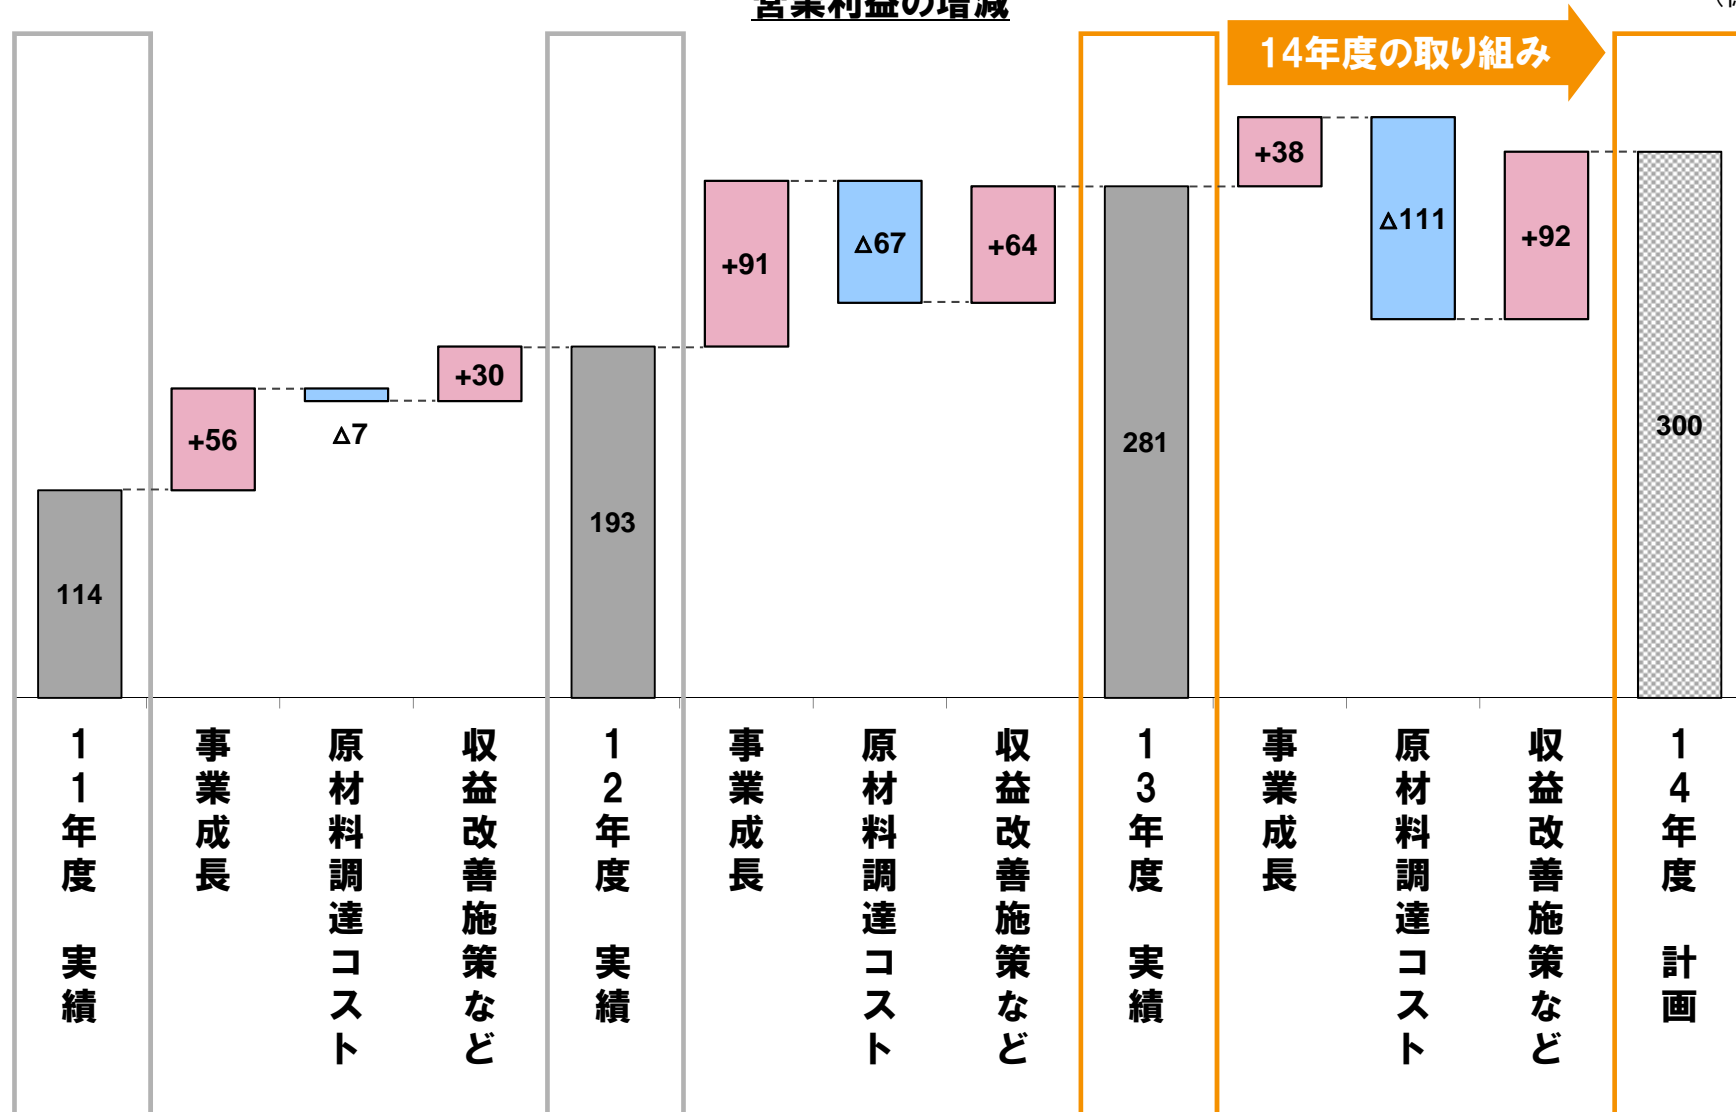 営業利益の増減
14年度の取り組み
+38
Δ111
+92
+91
Δ67
+64
+56
Δ7
+30
114
193
281
300
11年度 実績
事業成長
原材料調達コスト
収益改善施策など
12年度 実績
事業成長
原材料調達コスト
収益改善施策など
13年度 実績
事業成長
原材料調達コスト
収益改善施策など
14年度 計画